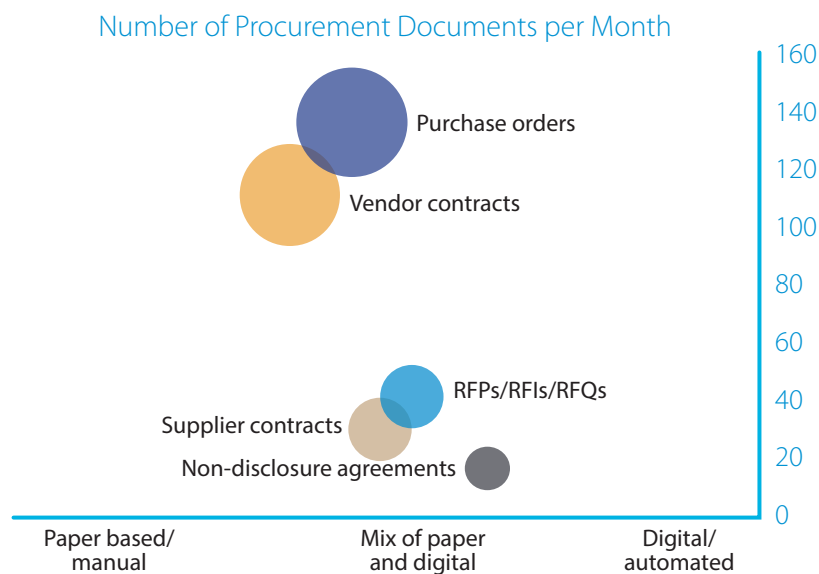 Number of Procurement Documents per Month
160
140
Purchase orders
120
Vendor contracts
100
80
60
RFPs/RFIs/RFQs
40
Supplier contracts
Non-disclosure agreements
20
0
Paper based/
manual
Mix of paper
and digital
Digital/
automated